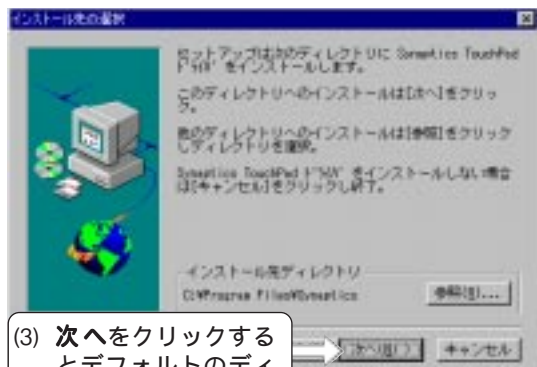 インストール先の選択
セットアップは次のディレクトリに Synaptics TouchPad
ﾄﾞﾗｲﾊﾞ をインストールします。
このディレクトリへのインストールは[次へ]をクリッ
ク。
他のディレクトリへのインストールは[参照]をクリック
しディレクトリを選択。
Synaptics TouchPad ﾄﾞﾗｲﾊﾞ をインストールしない場合
は[キャンセル]をクリックし終了。
インストール先ディレクトリ
C:¥Program Files¥Synaptics
参照(R)...
次へ(N)>
キャンセル
(3) 次へをクリックする
とデフォルトのディ